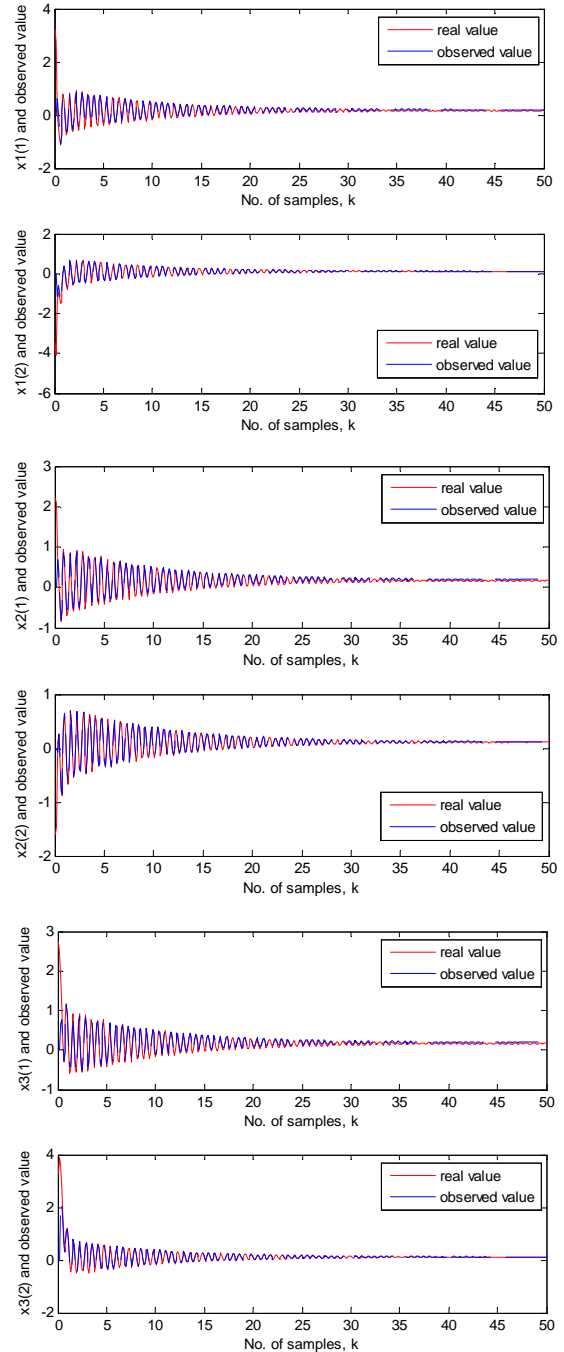 x1(1) and observed value
4
2
0
-2
real value
observed value
0 5 10 15 20 25 30 35 40 45 50
No. of samples, k
x1(2) and observed value
2
0
-2
-4
-6
real value
observed value
0 5 10 15 20 25 30 35 40 45 50
No. of samples, k
x2(1) and observed value
3
2
1
0
-1
real value
observed value
0 5 10 15 20 25 30 35 40 45 50
No. of samples, k
x2(2) and observed value
1
0
-1
-2
real value
observed value
0 5 10 15 20 25 30 35 40 45 50
No. of samples, k
x3(1) and observed value
3
2
1
0
-1
real value
observed value
0 5 10 15 20 25 30 35 40 45 50
No. of samples, k
x3(2) and observed value
4
2
0
-2
real value
observed value
0 5 10 15 20 25 30 35 40 45 50
No. of samples, k